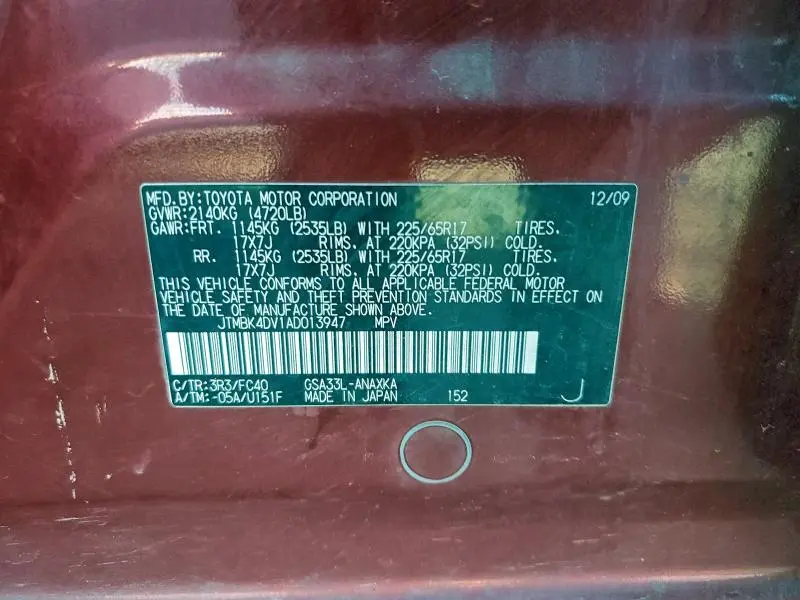 MFD.BY:TOYOTA MOTOR CORPORATION 12/09
GVWR:2140KG (4720LB)
GAWR:FRT. 1145KG (2535LB) WITH 225/65R17 TIRES.
17X7J RIMS. AT 220KPA (32PSI) COLD.
RR. 1145KG (2535LB) WITH 225/65R17 TIRES.
17X7J RIMS. AT 220KPA (32PSI) COLD.
THIS VEHICLE CONFORMS TO ALL APPLICABLE FEDERAL MOTOR
VEHICLE SAFETY AND THEFT PREVENTION STANDARDS IN EFFECT ON
THE DATE OF MANUFACTURE SHOWN ABOVE.
JTMBK4DV1AD013947 MPV
C/TR:3R3/FC40 GSA33L-ANAXKA
A/TM:-05A/U151F MADE IN JAPAN 152 J